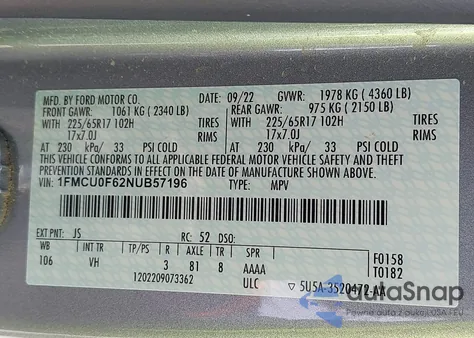 MFD. BY FORD MOTOR CO. 09/22 GVWR: 1978 KG ( 4360 LB)
FRONT GAWR: 1061 KG ( 2340 LB) REAR GAWR: 975 KG ( 2150 LB)
WITH 225/65R17 102H TIRES WITH 225/65R17 102H TIRES
17x7.0J RIMS 17x7.0J RIMS
AT 230 kPa/ 33 PSI COLD AT 230 kPa/ 33 PSI COLD
THIS VEHICLE CONFORMS TO ALL APPLICABLE FEDERAL MOTOR VEHICLE SAFETY AND THEFT
PREVENTION STANDARDS IN EFFECT ON THE DATE OF MANUFACTURE SHOWN ABOVE.
VIN: 1FMCU0F62NUB57196 TYPE: MPV
EXT PNT: JS RC: 52 DSO:
WB INT TR TP/PS R AXLE TR SPR
106 VH 3 81 8 AAAA
F0158
T0182
1202209073362 ULC ▽ 5U5A-3520472-AA
autoSnap
Pewne auta z aukcji USA i EU